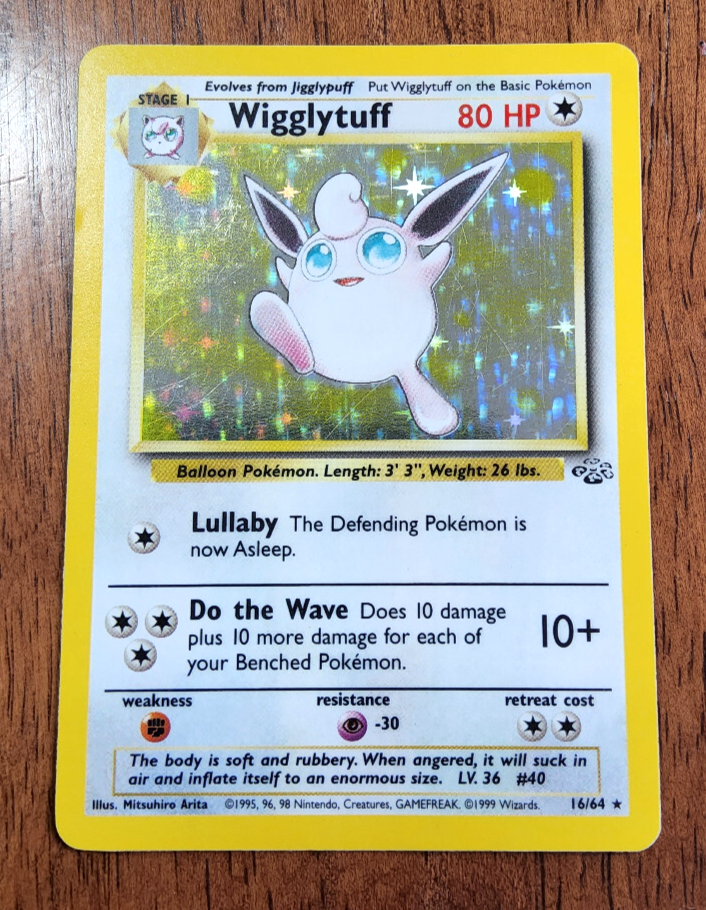 Evolves from Jigglypuff Put Wigglytuff on the Basic Pokémon
STAGE 1
Wigglytuff 80 HP
Balloon Pokémon. Length: 3' 3", Weight: 26 lbs.
Lullaby The Defending Pokémon is
now Asleep.
Do the Wave Does 10 damage
plus 10 more damage for each of
your Benched Pokémon.
10+
weakness resistance retreat cost
-30
The body is soft and rubbery. When angered, it will suck in
air and inflate itself to an enormous size. LV. 36 #40
Illus. Mitsuhiro Arita ©1995, 96, 98 Nintendo, Creatures, GAMEFREAK. ©1999 Wizards. 16/64 ★